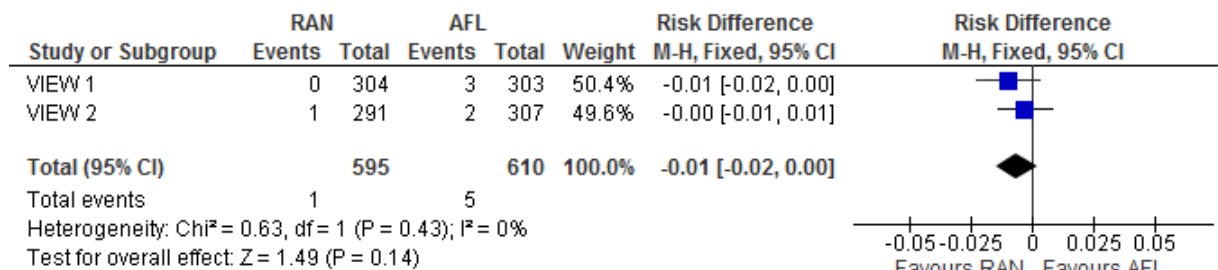 RAN AFL Risk Difference Risk Difference
Study or Subgroup Events Total Events Total Weight M-H, Fixed, 95% CI M-H, Fixed, 95% CI
VIEW 1 0 304 3 303 50.4% -0.01 [-0.02, 0.00]
VIEW 2 1 291 2 307 49.6% -0.00 [-0.01, 0.01]
Total (95% CI) 595 610 100.0% -0.01 [-0.02, 0.00]
Total events 1 5
Heterogeneity: Chi² = 0.63, df = 1 (P = 0.43); I² = 0%
Test for overall effect: Z = 1.49 (P = 0.14)
-0.05 -0.025 0 0.025 0.05
Favours RAN Favours AFL